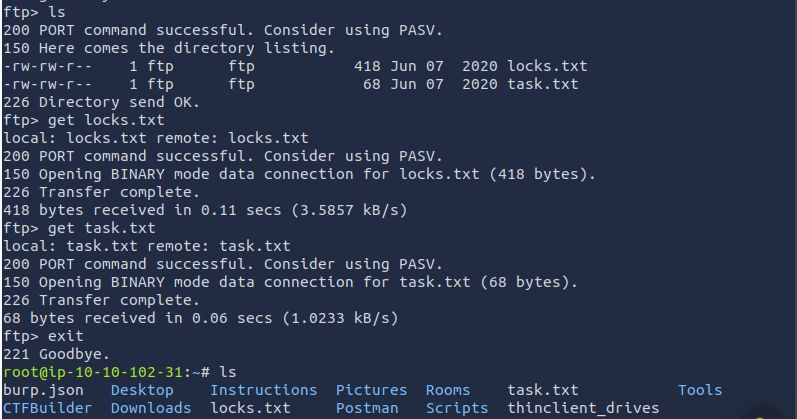 ftp> ls
200 PORT command successful. Consider using PASV.
150 Here comes the directory listing.
-rw-rw-r--    1 ftp      ftp           418 Jun 07  2020 locks.txt
-rw-rw-r--    1 ftp      ftp            68 Jun 07  2020 task.txt
226 Directory send OK.
ftp> get locks.txt
local: locks.txt remote: locks.txt
200 PORT command successful. Consider using PASV.
150 Opening BINARY mode data connection for locks.txt (418 bytes).
226 Transfer complete.
418 bytes received in 0.11 secs (3.5857 kB/s)
ftp> get task.txt
local: task.txt remote: task.txt
200 PORT command successful. Consider using PASV.
150 Opening BINARY mode data connection for task.txt (68 bytes).
226 Transfer complete.
68 bytes received in 0.06 secs (1.0233 kB/s)
ftp> exit
221 Goodbye.
root@ip-10-10-102-31:~# ls
burp.json   Desktop    Instructions  Pictures  Rooms    task.txt           Tools
CTFBuilder  Downloads  locks.txt     Postman   Scripts  thinclient_drives